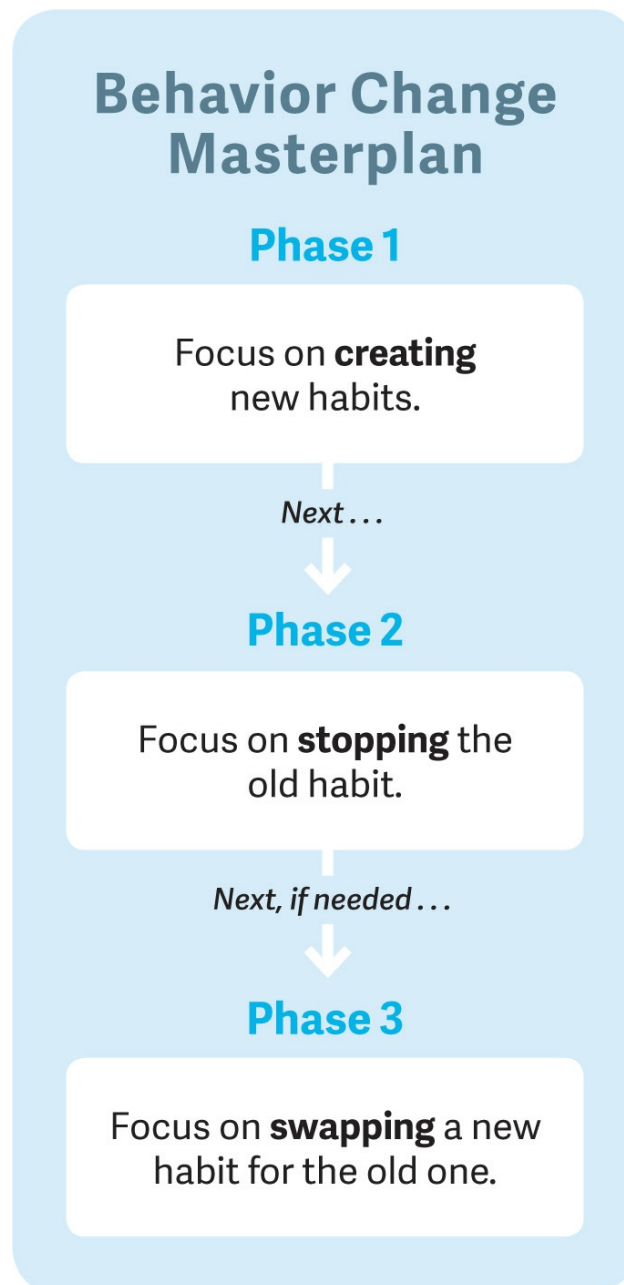 Behavior Change
Masterplan
Phase 1
Focus on creating
new habits.
Next . . .
Phase 2
Focus on stopping the
old habit.
Next, if needed . . .
Phase 3
Focus on swapping a new
habit for the old one.